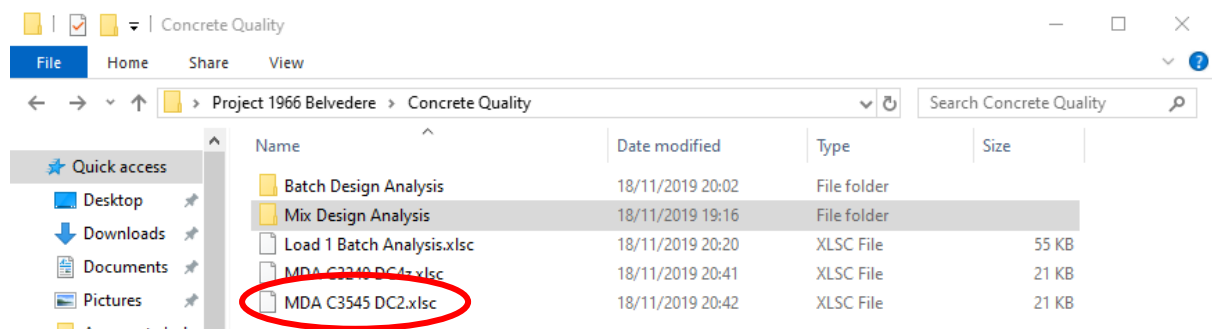 Concrete Quality
File Home Share View
Project 1966 Belvedere > Concrete Quality Search Concrete Quality
Name Date modified Type Size
Quick access
Batch Design Analysis 18/11/2019 20:02 File folder
Desktop
Mix Design Analysis 18/11/2019 19:16 File folder
Downloads
Load 1 Batch Analysis.xlsc 18/11/2019 20:20 XLSC File 55 KB
Documents
MDA C3240 DC4z.xlsc 18/11/2019 20:41 XLSC File 21 KB
Pictures
MDA C3545 DC2.xlsc 18/11/2019 20:42 XLSC File 21 KB